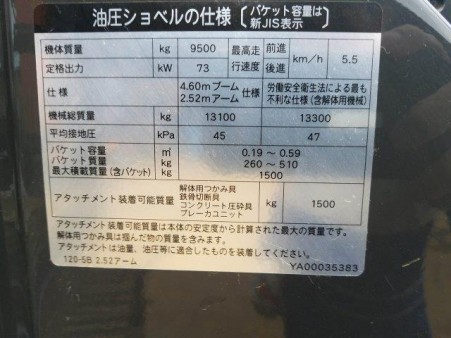 油圧ショベルの仕様 〔バケット容量は新JIS表示〕
機体質量 kg 9500 最高走行速度 前進 後進 km/h 5.5
定格出力 kW 73
仕様 4.60mブーム 2.52mアーム 仕様 労働安全衛生法による最も不利な仕様(含解体用機械)
機械総質量 kg 13100 13300
平均接地圧 kPa 45 47
バケット容量 ㎥ 0.19 ～ 0.59
バケット質量 kg 260 ～ 510
最大積載質量(含バケット) kg 1500
アタッチメント装着可能質量 解体用つかみ具 鉄骨切断具 コンクリート圧砕具 ブレーカユニット kg 1500
アタッチメント装着可能質量は本体の安定度から計算された最大の質量です。
解体用つかみ具は掴んだ物の質量を含みます。
アタッチメントは油量、油圧等に適合したものを装着してください。
120-5B 2.52アーム YA00035383